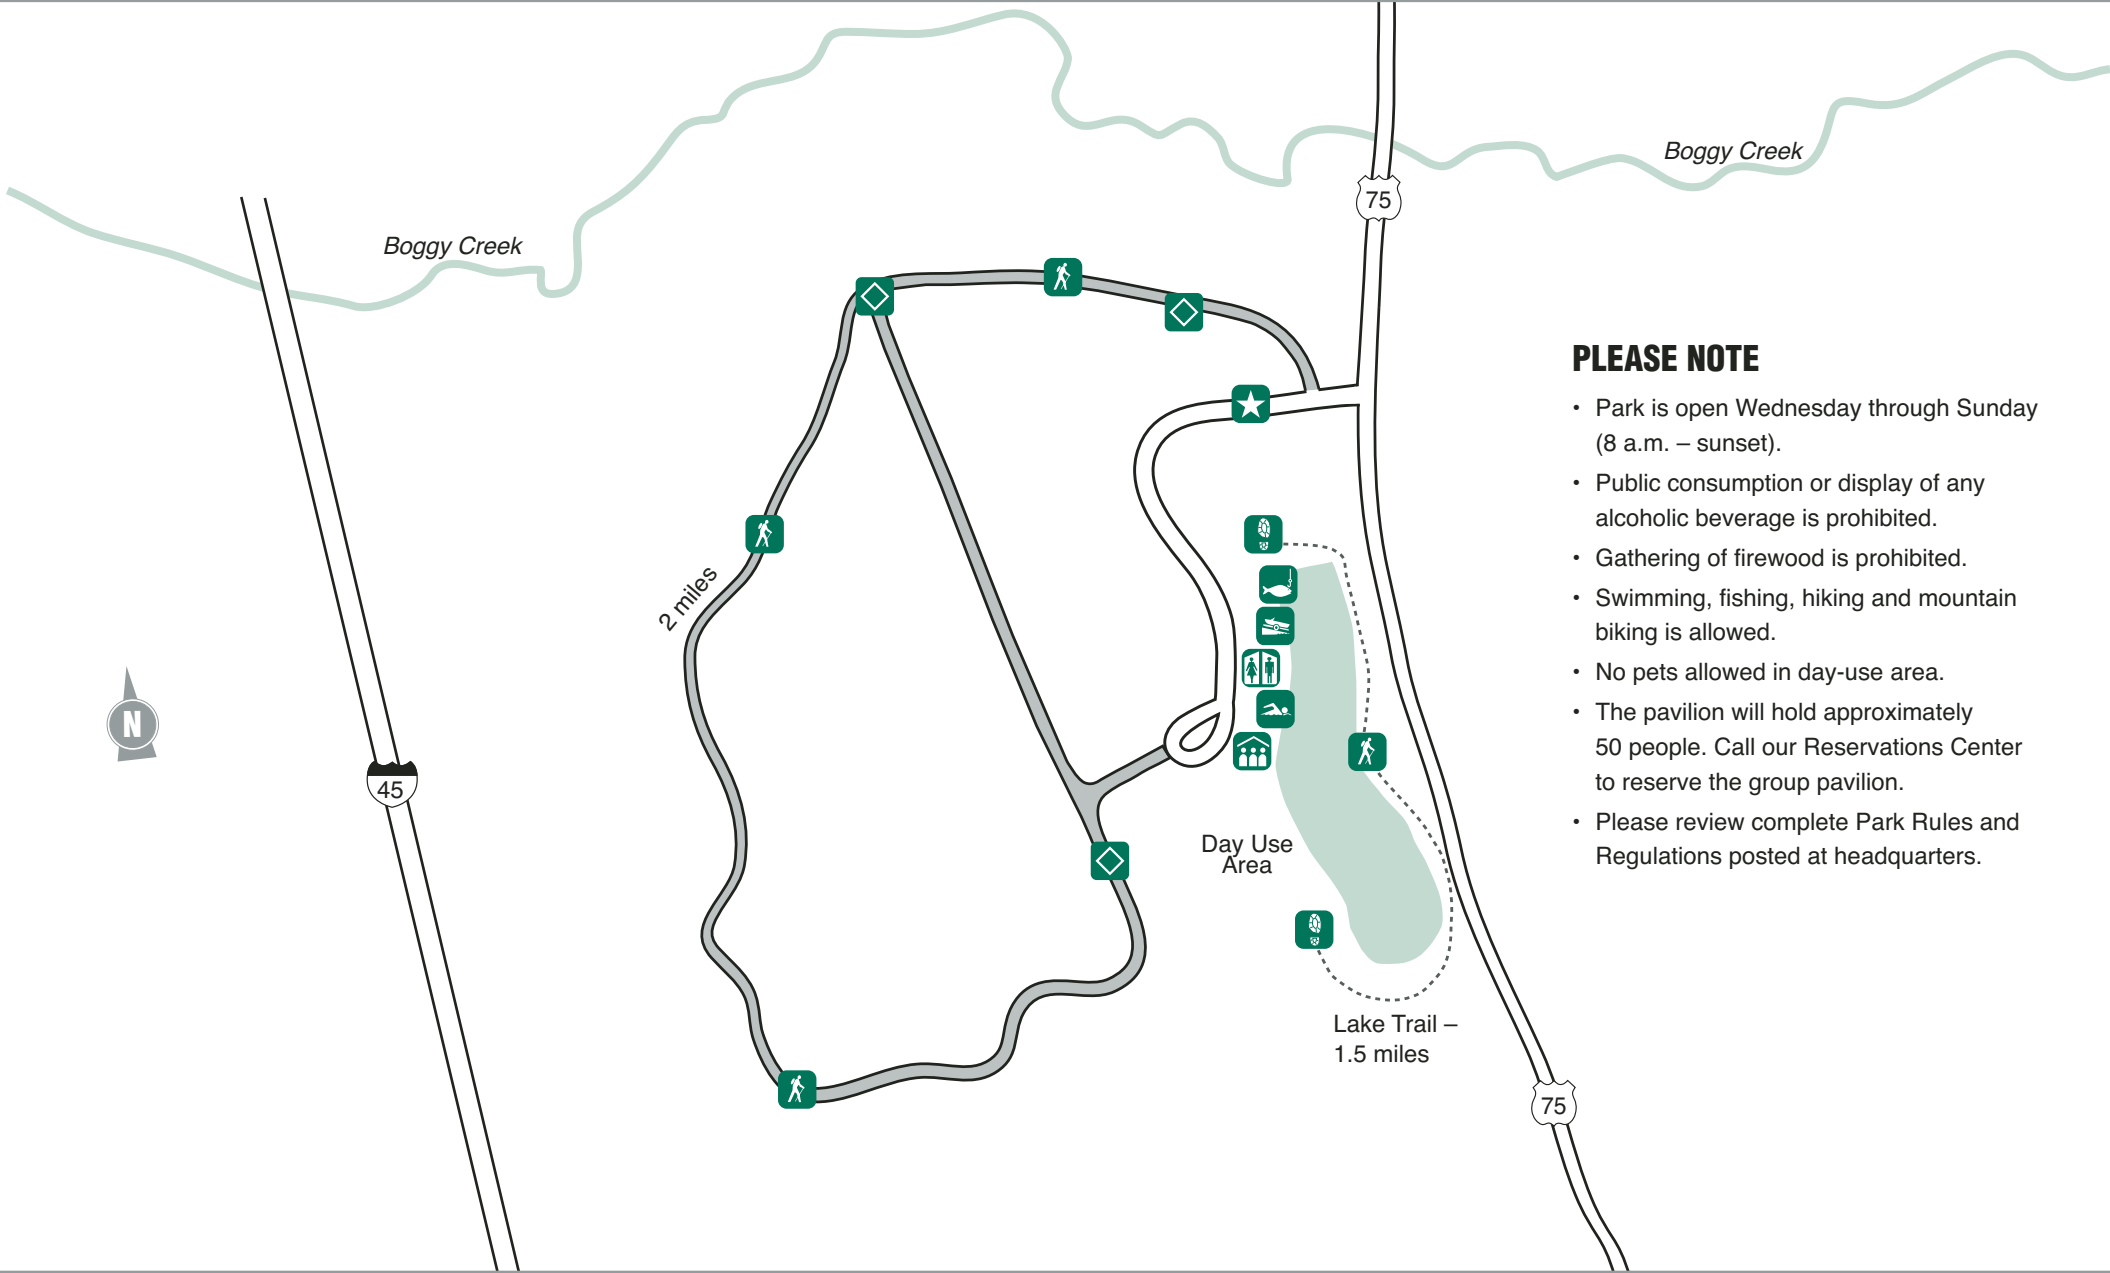 75
Boggy Creek
Boggy Creek
2 miles
N
45
Day Use
Area
Lake Trail –
1.5 miles
75
PLEASE NOTE
• Park is open Wednesday through Sunday
(8 a.m. – sunset).
• Public consumption or display of any
alcoholic beverage is prohibited.
• Gathering of firewood is prohibited.
• Swimming, fishing, hiking and mountain
biking is allowed.
• No pets allowed in day-use area.
• The pavilion will hold approximately
50 people. Call our Reservations Center
to reserve the group pavilion.
• Please review complete Park Rules and
Regulations posted at headquarters.